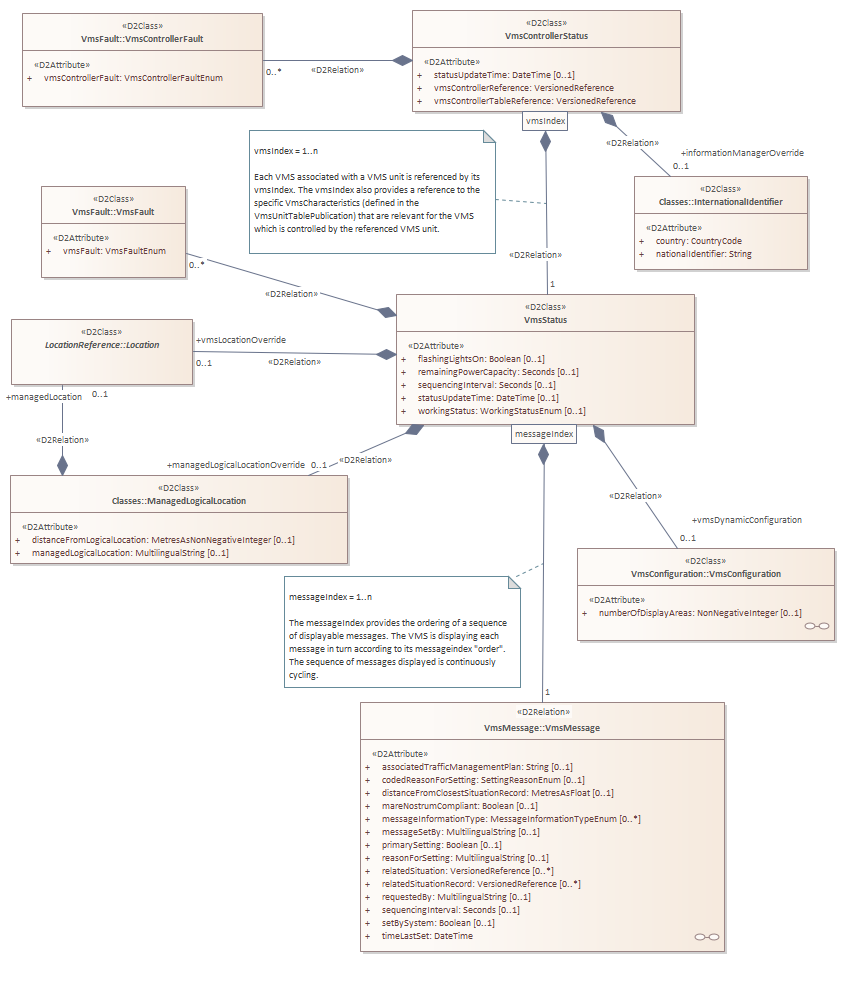 «D2Class»
VmsFault::VmsControllerFault
«D2Attribute»
+ vmsControllerFault: VmsControllerFaultEnum
0..*
«D2Relation»
«D2Class»
VmsControllerStatus
«D2Attribute»
+ statusUpdateTime: DateTime [0..1]
+ vmsControllerReference: VersionedReference
+ vmsControllerTableReference: VersionedReference
vmsIndex
«D2Relation»
+informationManagerOverride
0..1
«D2Class»
Classes::InternationalIdentifier
«D2Attribute»
+ country: CountryCode
+ nationalIdentifier: String
vmsIndex = 1..n
Each VMS associated with a VMS unit is referenced by its
vmsIndex. The vmsIndex also provides a reference to the
specific VmsCharacteristics (defined in the
VmsUnitTablePublication) that are relevant for the VMS
which is controlled by the referenced VMS unit.
«D2Relation»
1
«D2Class»
VmsFault::VmsFault
«D2Attribute»
+ vmsFault: VmsFaultEnum
0..*
«D2Relation»
«D2Class»
VmsStatus
«D2Attribute»
+ flashingLightsOn: Boolean [0..1]
+ remainingPowerCapacity: Seconds [0..1]
+ sequencingInterval: Seconds [0..1]
+ statusUpdateTime: DateTime [0..1]
+ workingStatus: WorkingStatusEnum [0..1]
messageIndex
«D2Class»
LocationReference::Location
+vmsLocationOverride
0..1
«D2Relation»
+managedLocation
0..1
«D2Relation»
+managedLogicalLocationOverride
0..1
«D2Relation»
«D2Class»
Classes::ManagedLogicalLocation
«D2Attribute»
+ distanceFromLogicalLocation: MetresAsNonNegativeInteger [0..1]
+ managedLogicalLocation: MultilingualString [0..1]
«D2Relation»
+vmsDynamicConfiguration
0..1
«D2Class»
VmsConfiguration::VmsConfiguration
«D2Attribute»
+ numberOfDisplayAreas: NonNegativeInteger [0..1]
messageIndex = 1..n
The messageIndex provides the ordering of a sequence
of displayable messages. The VMS is displaying each
message in turn according to its messageindex "order".
The sequence of messages displayed is continuously
cycling.
1
«D2Relation»
VmsMessage::VmsMessage
«D2Attribute»
+ associatedTrafficManagementPlan: String [0..1]
+ codedReasonForSetting: SettingReasonEnum [0..1]
+ distanceFromClosestSituationRecord: MetresAsFloat [0..1]
+ mareNostrumCompliant: Boolean [0..1]
+ messageInformationType: MessageInformationTypeEnum [0..*]
+ messageSetBy: MultilingualString [0..1]
+ primarySetting: Boolean [0..1]
+ reasonForSetting: MultilingualString [0..1]
+ relatedSituation: VersionedReference [0..*]
+ relatedSituationRecord: VersionedReference [0..*]
+ requestedBy: MultilingualString [0..1]
+ sequencingInterval: Seconds [0..1]
+ setBySystem: Boolean [0..1]
+ timeLastSet: DateTime